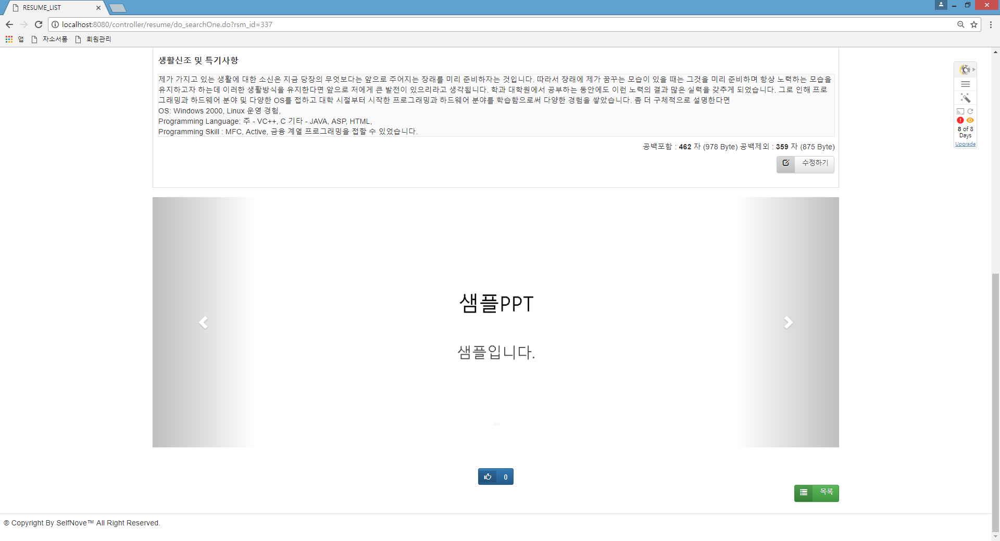 RESUME_LIST
localhost:8080/controller/resume/do_searchOne.do?rsm_id=337
앱 자소서폼 회원관리
생활신조 및 특기사항
제가 가지고 있는 생활에 대한 소신은 지금 당장의 무엇보다는 앞으로 주어지는 장래를 미리 준비하자는 것입니다. 따라서 장래에 제가 꿈꾸는 모습이 있을 때는 그것을 미리 준비하며 항상 노력하는 모습을
유지하고자 하는데 이러한 생활방식을 유지한다면 앞으로 저에게 큰 발전이 있으리라고 생각됩니다. 학과 대학원에서 공부하는 동안에도 이런 노력의 결과 많은 실력을 갖추게 되었습니다. 그로 인해 프로
그래밍과 하드웨어 분야 및 다양한 OS를 접하고 대학 시절부터 시작한 프로그래밍과 하드웨어 분야를 학습함으로써 다양한 경험을 쌓았습니다. 좀 더 구체적으로 설명한다면
OS: Windows 2000, Linux 운영 경험,
Programming Language: 주 - VC++, C 기타 - JAVA, ASP, HTML,
Programming Skill : MFC, Active, 금융 계열 프로그래밍을 접할 수 있었습니다.
공백포함 : 462 자 (978 Byte) 공백제외 : 359 자 (875 Byte)
수정하기
8 of 8
Days
Upgrade
샘플PPT
샘플입니다.
0
목록
® Copyright By SelfNove™ All Right Reserved.